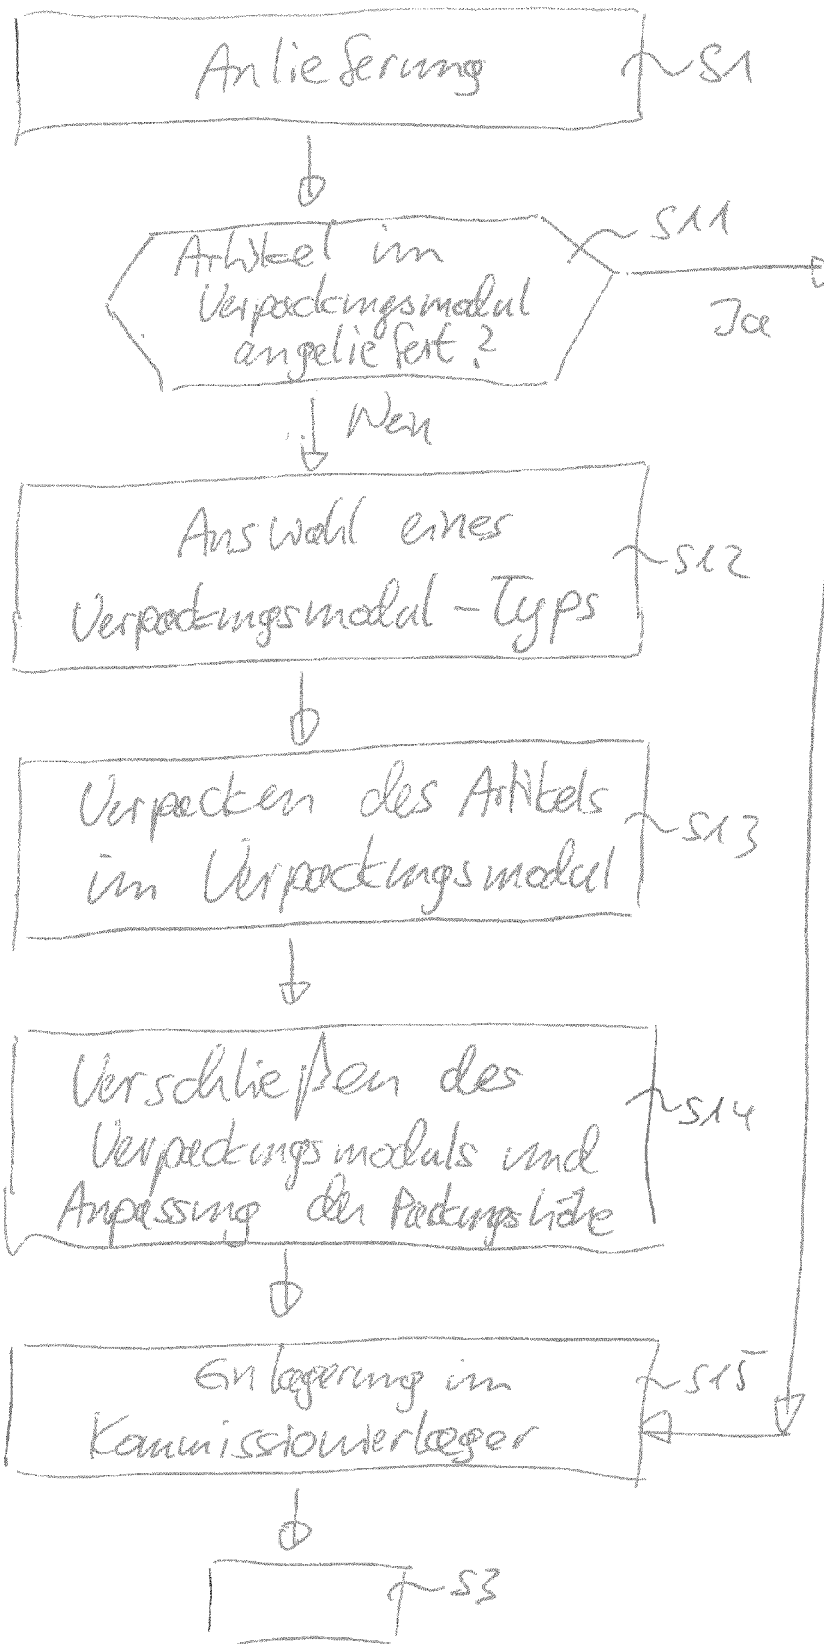 Anlieferung
S1
Artikel im
Verpackungsmodul
angeliefert?
S11
Ja
Nein
Auswahl eines
Verpackungsmodul-Typs
S12
Verpacken des Artikels
im Verpackungsmodul
S13
Verschließen des
Verpackungsmoduls und
Anpassung der Packungshöhe
S14
Einlagerung im
Kommissionierlager
S15
S3